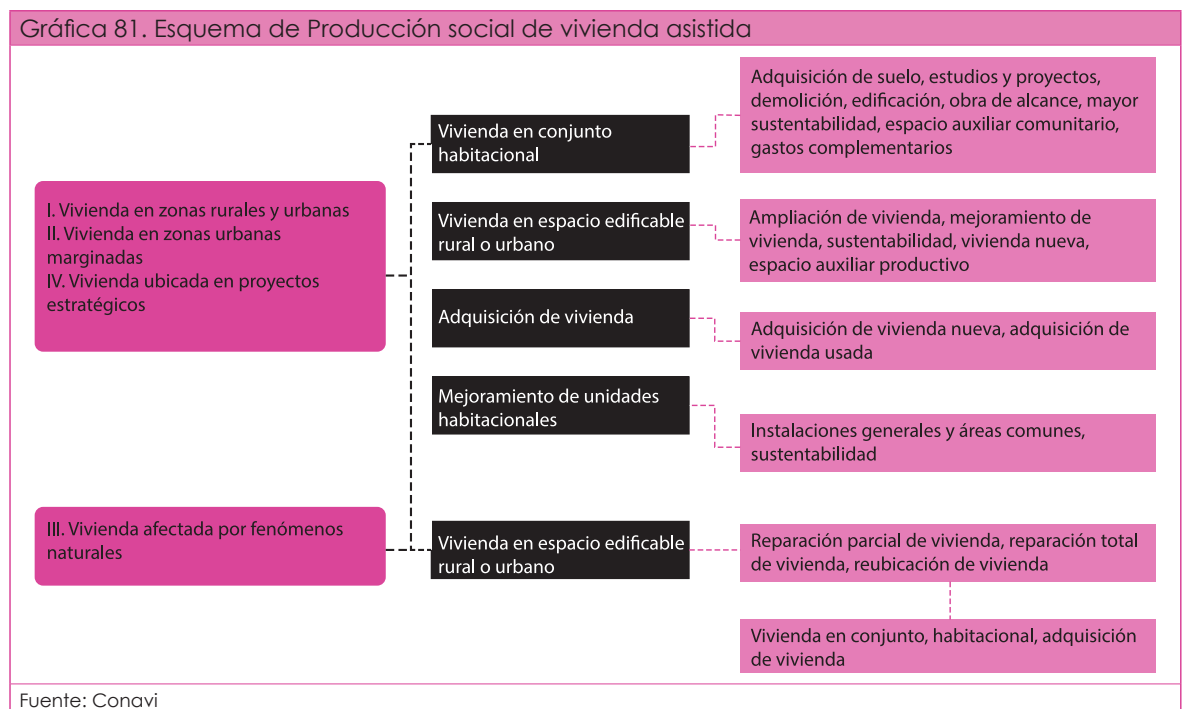 Gráfica 81. Esquema de Producción social de vivienda asistida
I. Vivienda en zonas rurales y urbanas
II. Vivienda en zonas urbanas
marginadas
IV. Vivienda ubicada en proyectos
estratégicos
III. Vivienda afectada por fenómenos
naturales
Vivienda en conjunto
habitacional
Vivienda en espacio edificable
rural o urbano
Adquisición de vivienda
Mejoramiento de unidades
habitacionales
Vivienda en espacio edificable
rural o urbano
Adquisición de suelo, estudios y proyectos,
demolición, edificación, obra de alcance, mayor
sustentabilidad, espacio auxiliar comunitario,
gastos complementarios
Ampliación de vivienda, mejoramiento de
vivienda, sustentabilidad, vivienda nueva,
espacio auxiliar productivo
Adquisición de vivienda nueva, adquisición de
vivienda usada
Instalaciones generales y áreas comunes,
sustentabilidad
Reparación parcial de vivienda, reparación total
de vivienda, reubicación de vivienda
Vivienda en conjunto, habitacional, adquisición
de vivienda
Fuente: Conavi